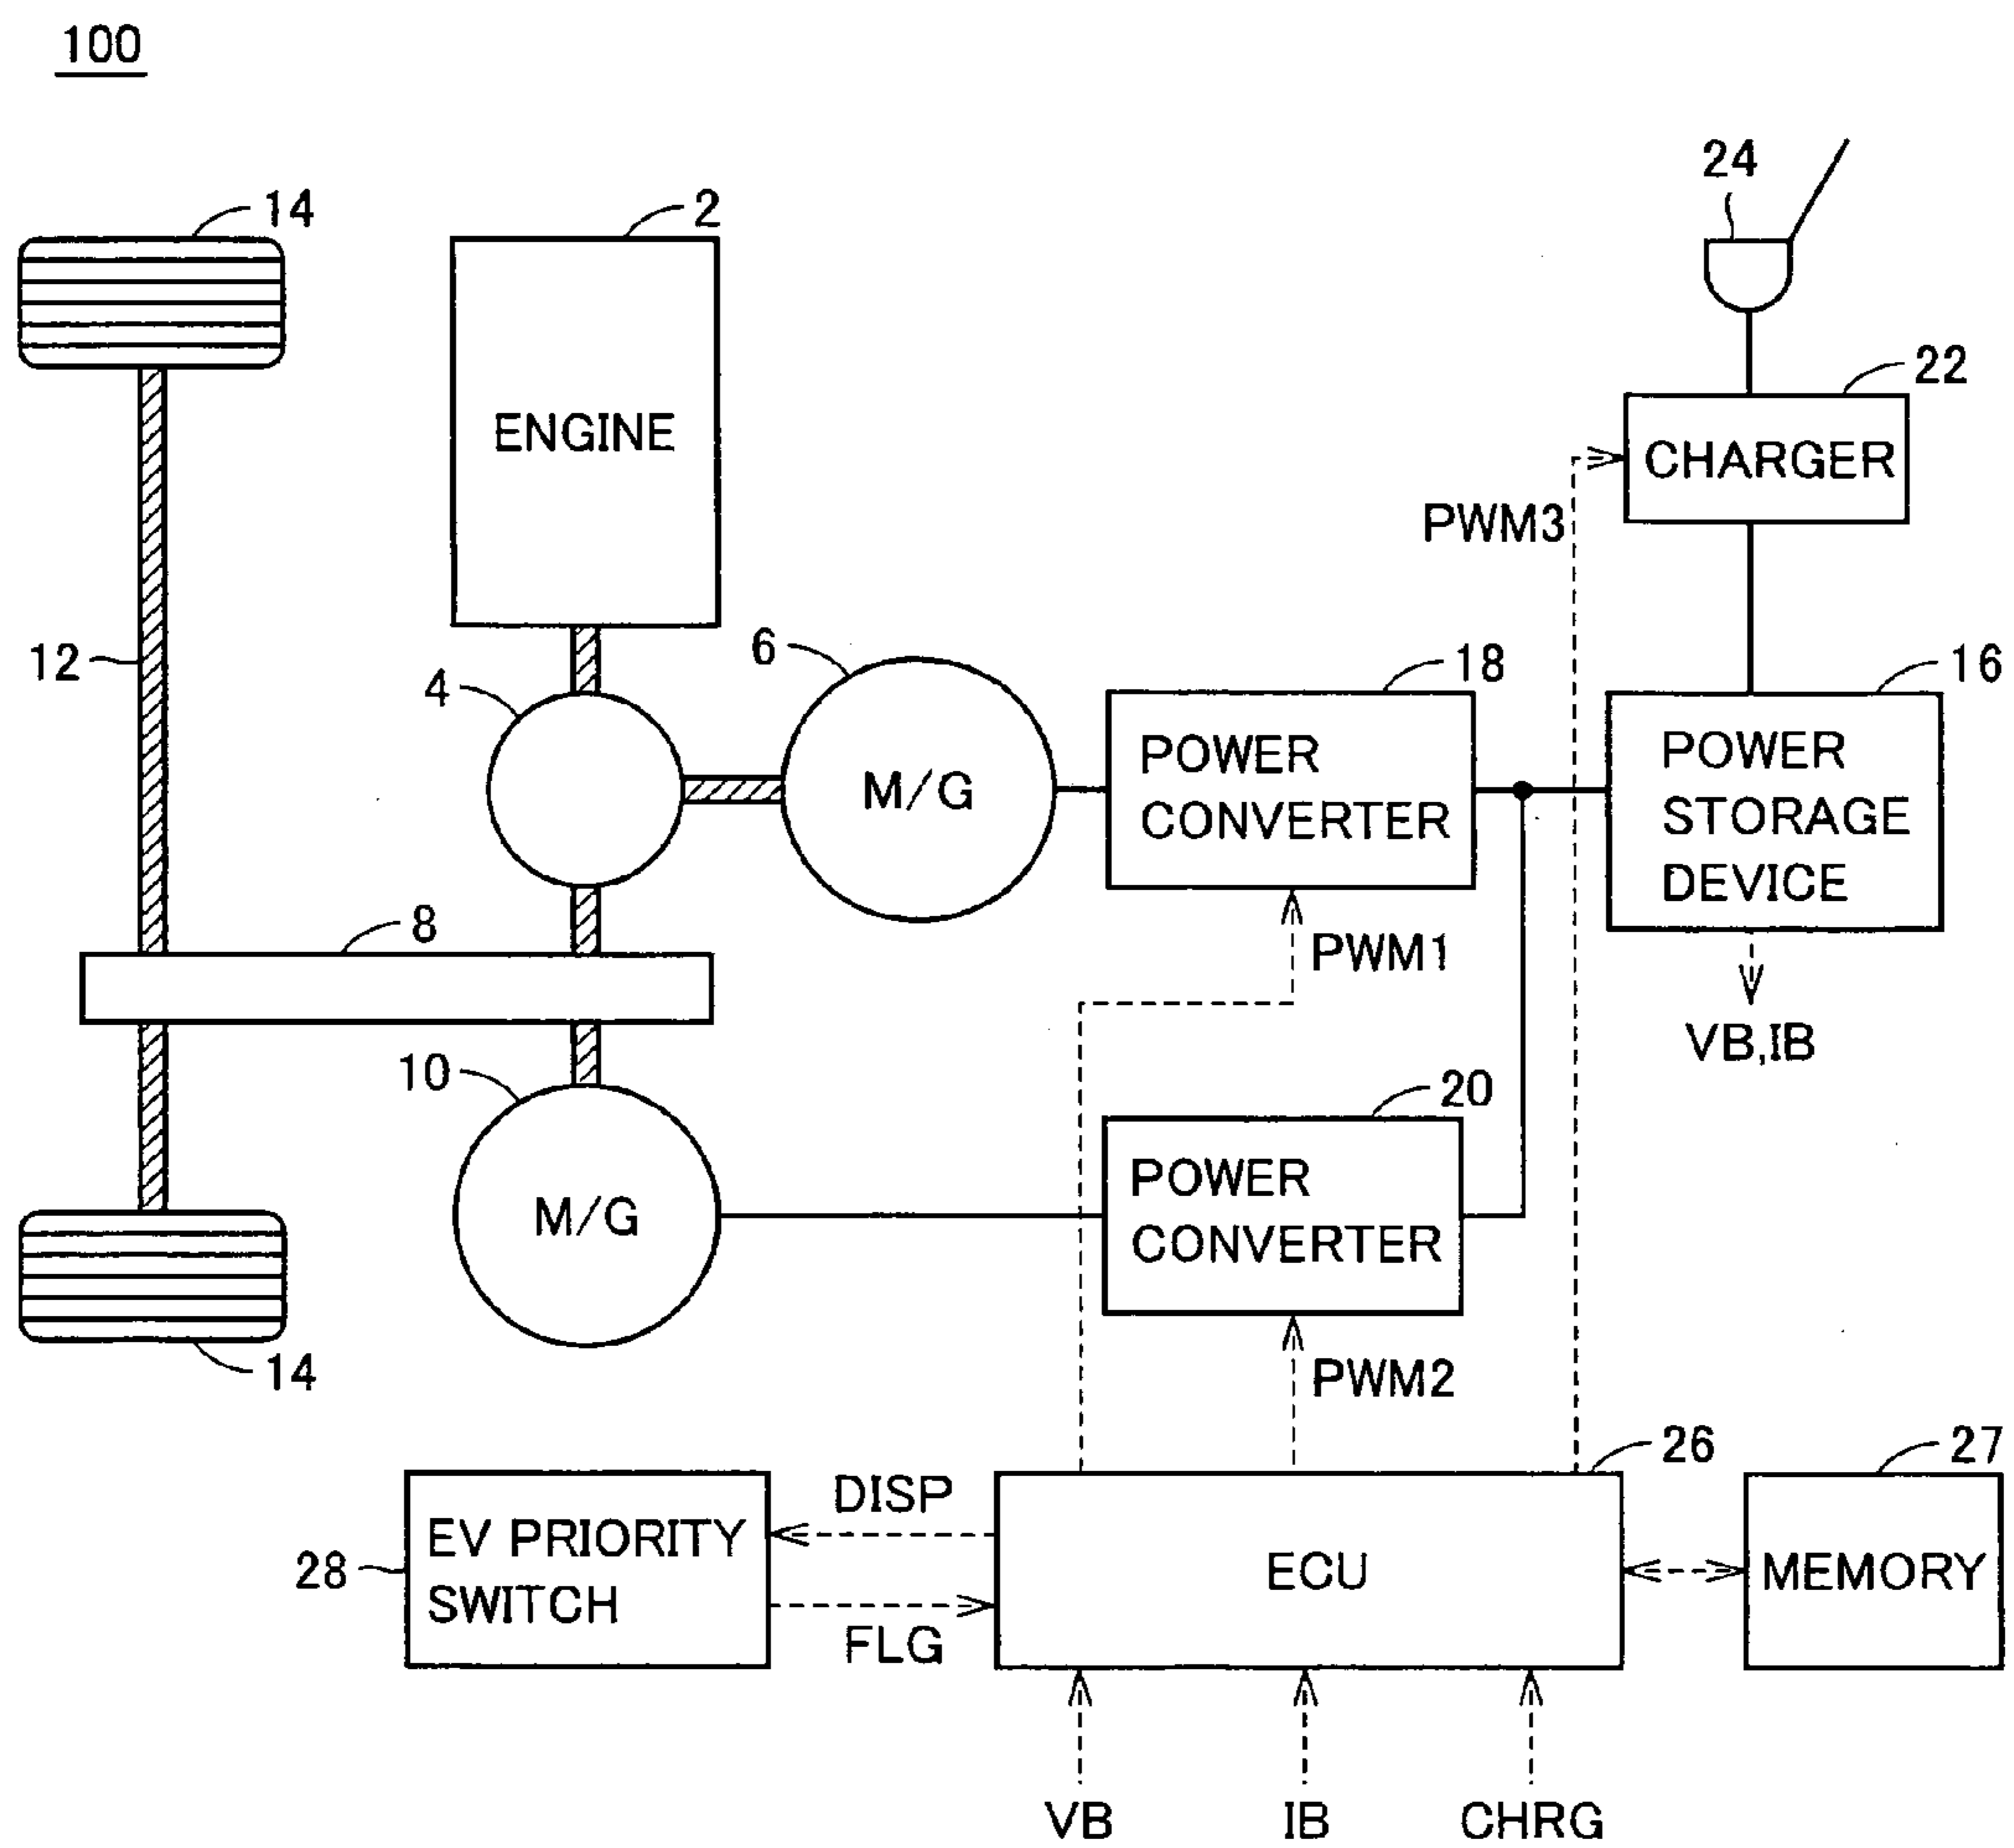 100
24
14
2
22
ENGINE
CHARGER
PWM3
12
4
6
18
16
M/G
POWER
CONVERTER
POWER
STORAGE
DEVICE
8
PWM1
VB,IB
10
20
M/G
POWER
CONVERTER
14
PWM2
26
27
28
EV PRIORITY
SWITCH
DISP
FLG
ECU
MEMORY
VB
IB
CHRG